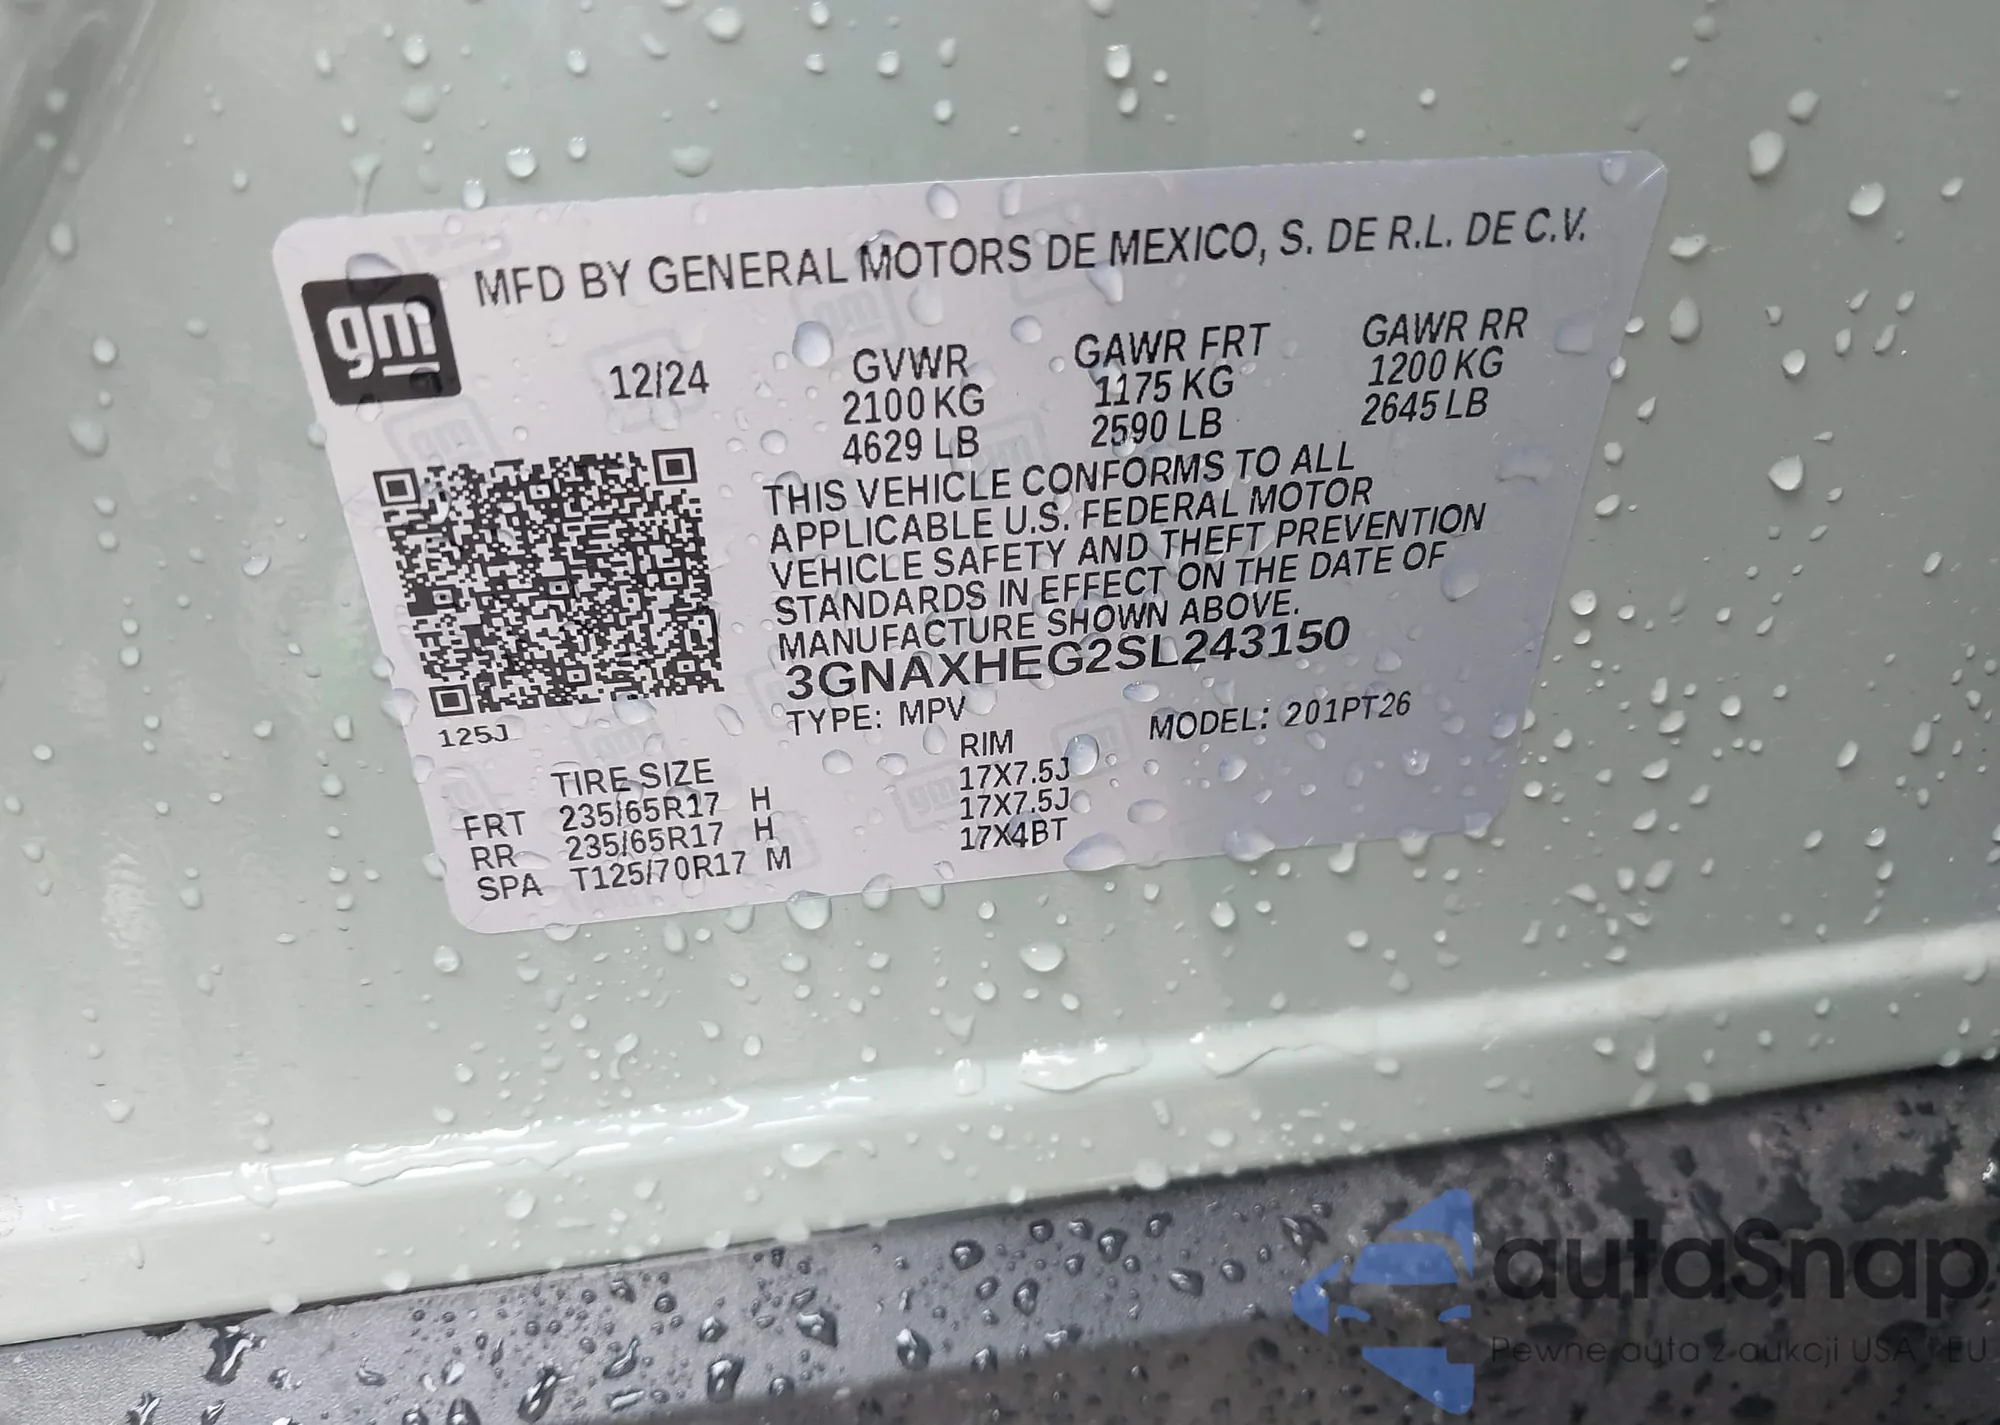 gm
MFD BY GENERAL MOTORS DE MEXICO, S. DE R.L. DE C.V.
12/24
GVWR
2100 KG
4629 LB
GAWR FRT
1175 KG
2590 LB
GAWR RR
1200 KG
2645 LB
THIS VEHICLE CONFORMS TO ALL
APPLICABLE U.S. FEDERAL MOTOR
VEHICLE SAFETY AND THEFT PREVENTION
STANDARDS IN EFFECT ON THE DATE OF
MANUFACTURE SHOWN ABOVE.
3GNAXHEG2SL243150
TYPE: MPV
MODEL: 201PT26
125J
TIRE SIZE
RIM
FRT 235/65R17 H 17X7.5J
RR 235/65R17 H 17X7.5J
SPA T125/70R17 M 17X4BT
autaSnap
Pewne auta z aukcji USA i EU